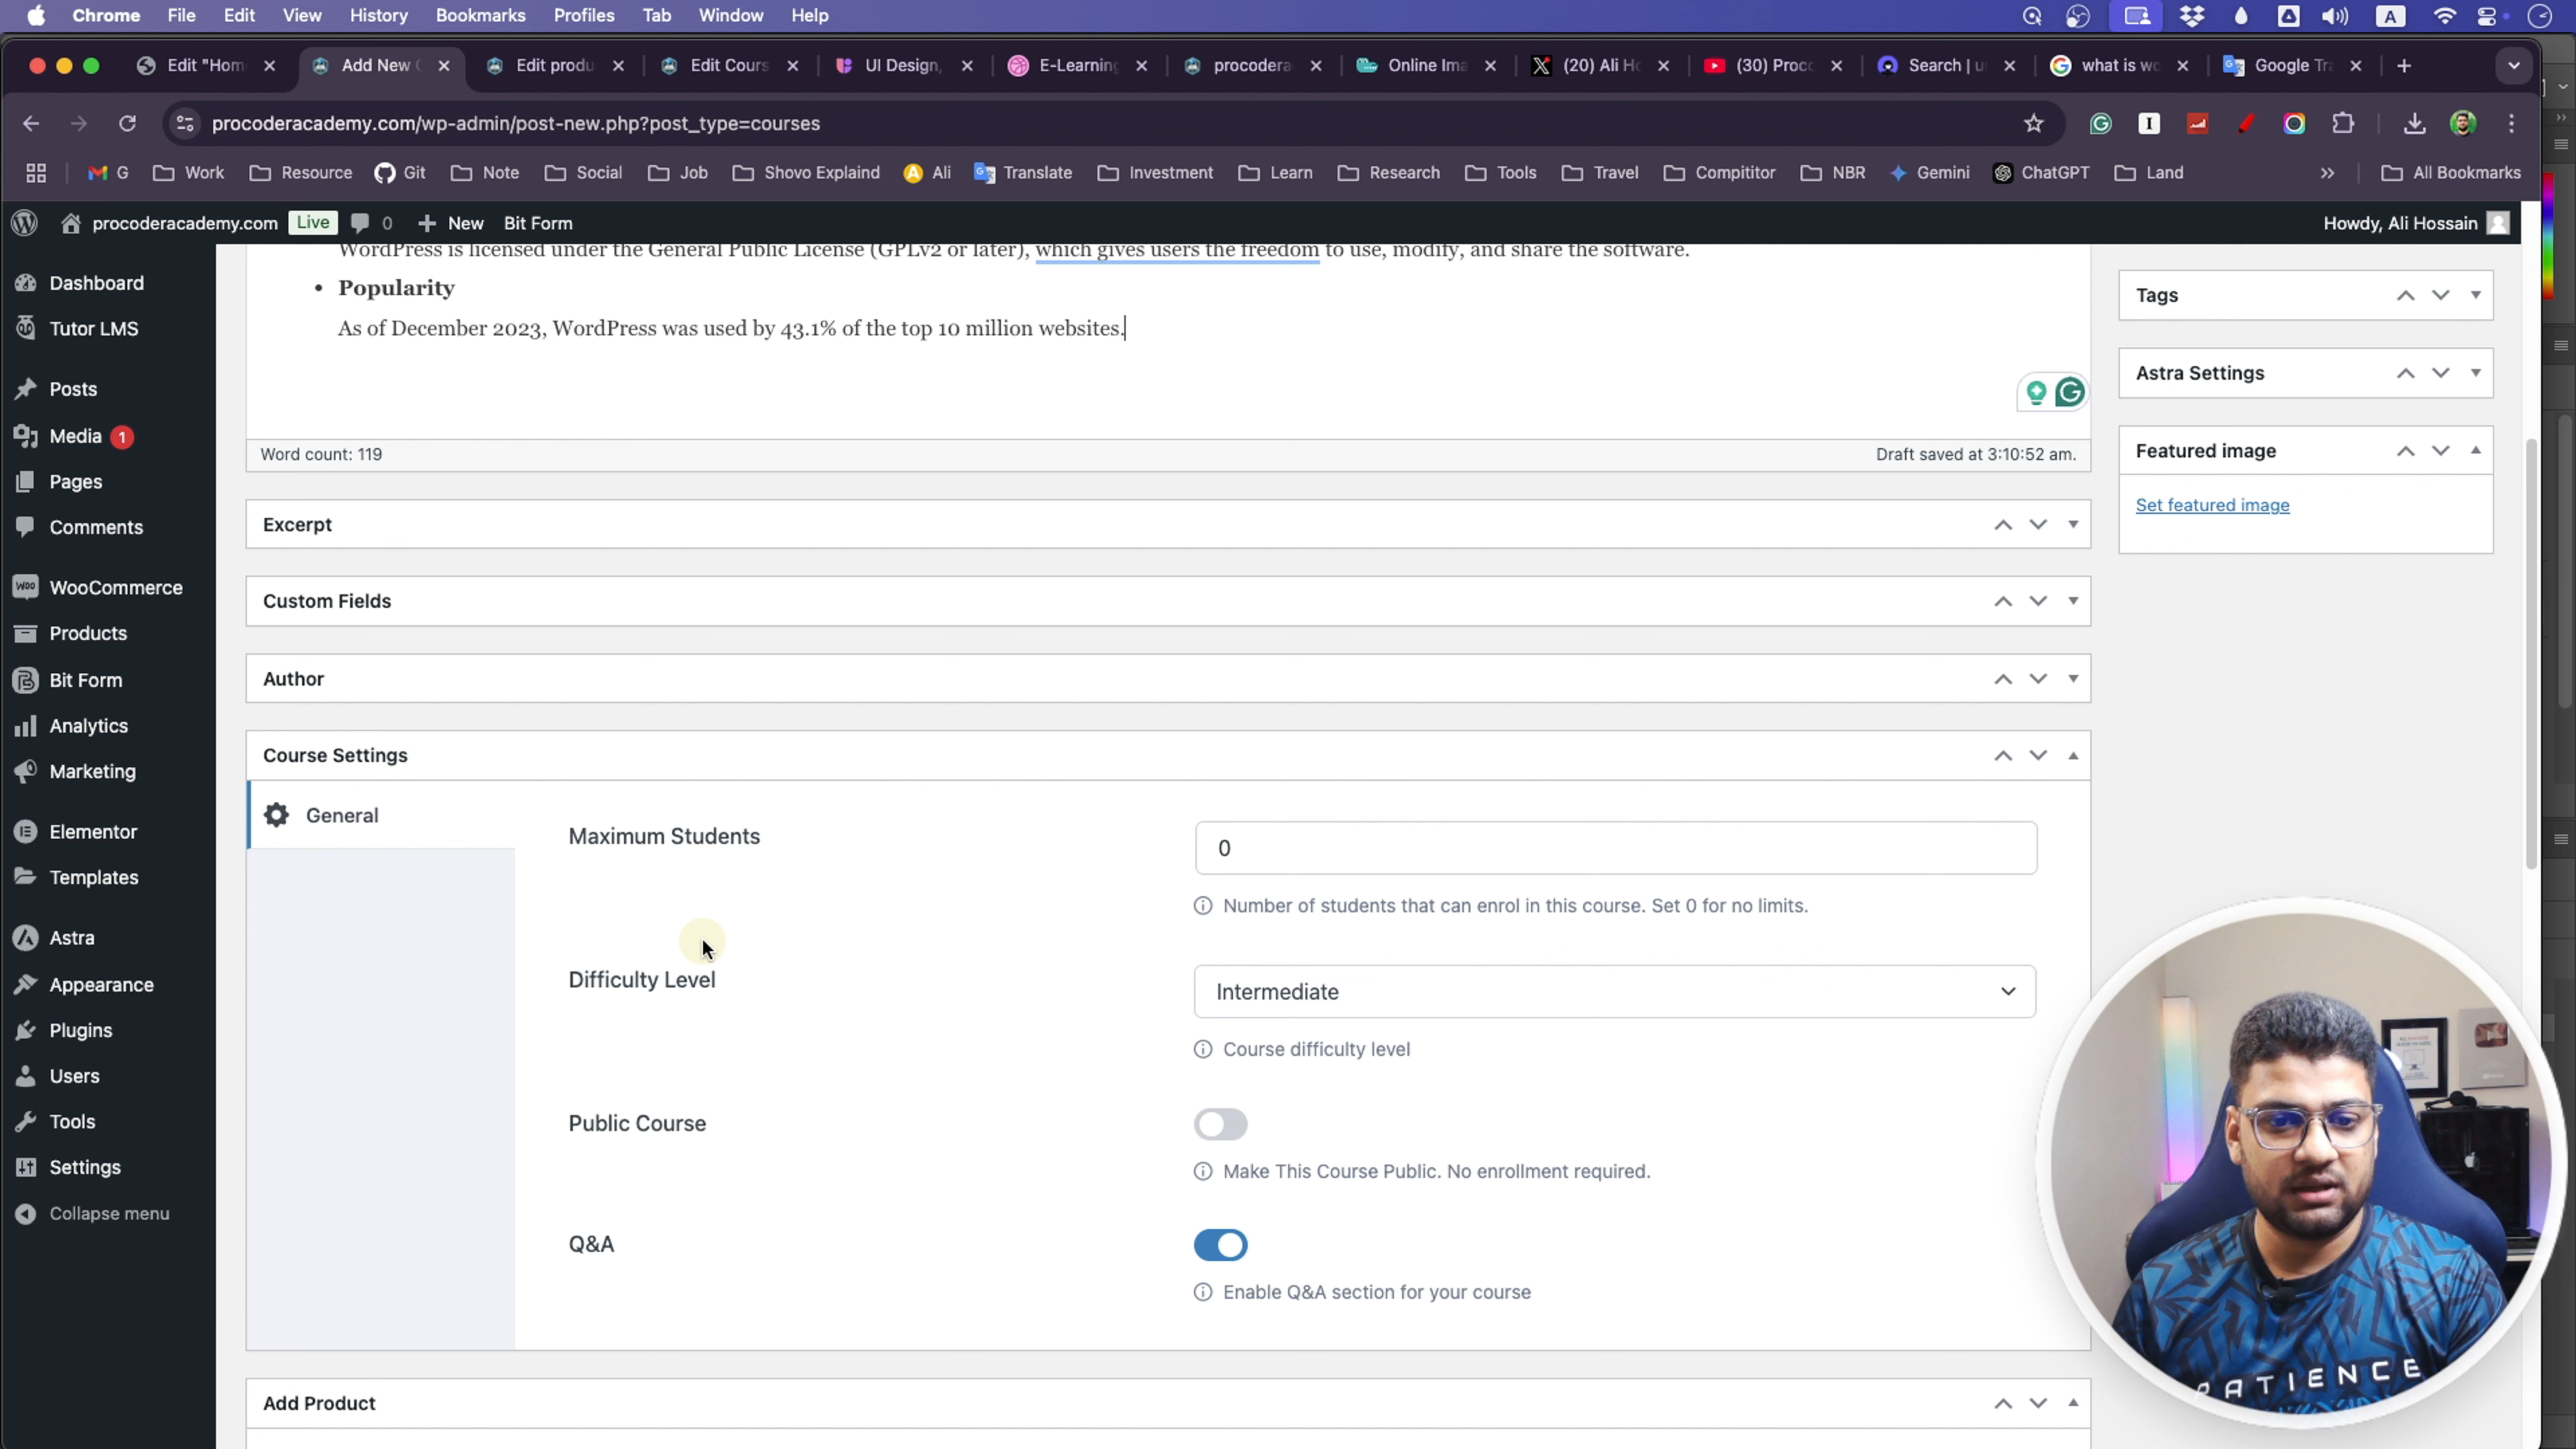 Chrome File Edit View History Bookmarks Profiles Tab Window Help
Edit "Hom Add New C Edit produ Edit Cours UI Design, E-Learning procodera Online Ima (20) Ali Ho (30) Proc Search | u what is wo Google Tra
procoderacademy.com/wp-admin/post-new.php?post_type=courses
G Work Resource Git Note Social Job Shovo Explaind Ali Translate Investment Learn Research Tools Travel Compititor NBR Gemini ChatGPT Land All Bookmarks
procoderacademy.com Live 0 New Bit Form Howdy, Ali Hossain
Dashboard
Tutor LMS
Posts
Media 1
Pages
Comments
WooCommerce
Products
Bit Form
Analytics
Marketing
Elementor
Templates
Astra
Appearance
Plugins
Users
Tools
Settings
Collapse menu
WordPress is licensed under the General Public License (GPLv2 or later), which gives users the freedom to use, modify, and share the software.
• Popularity
As of December 2023, WordPress was used by 43.1% of the top 10 million websites.
Word count: 119 Draft saved at 3:10:52 am.
Excerpt
Custom Fields
Author
Course Settings
General
Maximum Students
0
Number of students that can enrol in this course. Set 0 for no limits.
Difficulty Level
Intermediate
Course difficulty level
Public Course
Make This Course Public. No enrollment required.
Q&A
Enable Q&A section for your course
Add Product
Tags
Astra Settings
Featured image
Set featured image
PATIENCE